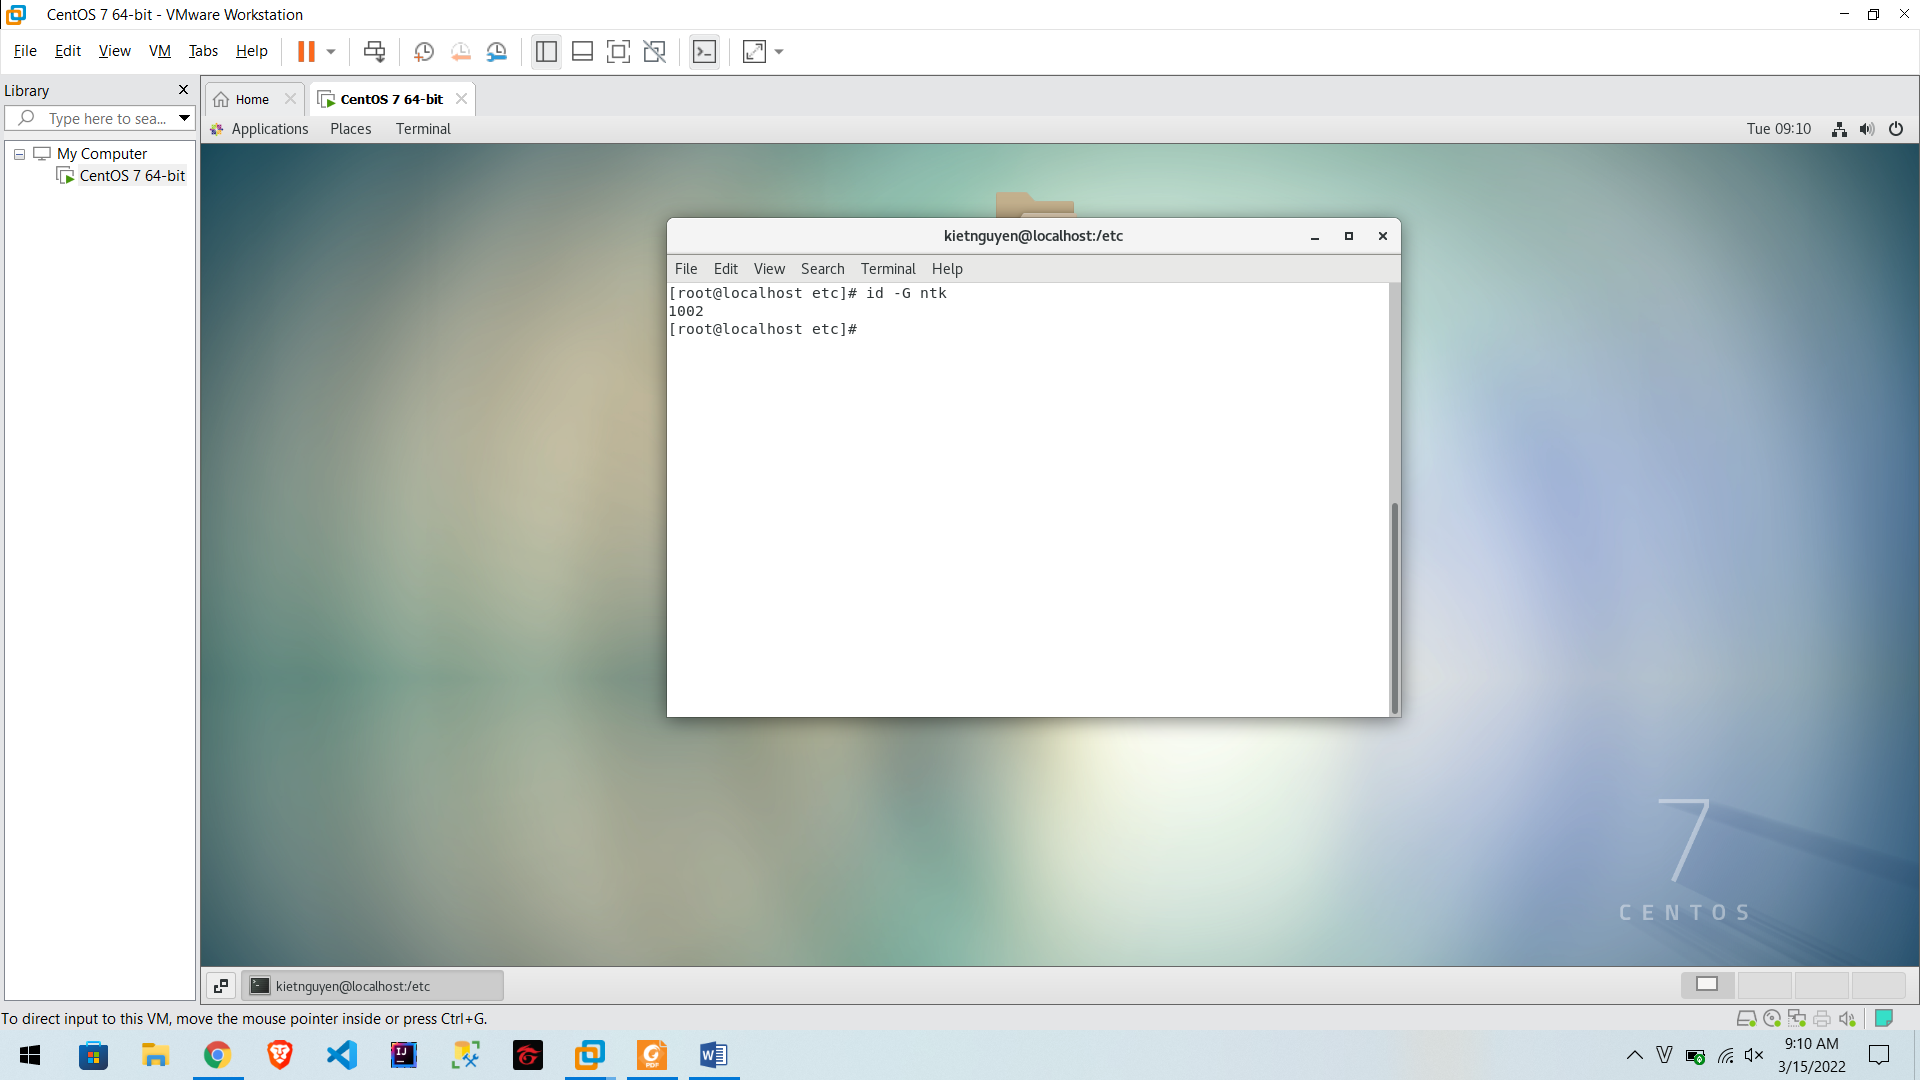 CentOS 7 64-bit - VMware Workstation
File Edit View VM Tabs Help
Library
Type here to sea...
My Computer
CentOS 7 64-bit
Home
CentOS 7 64-bit
Applications Places Terminal
Tue 09:10
kietnguyen@localhost:/etc
File Edit View Search Terminal Help
[root@localhost etc]# id -G ntk
1002
[root@localhost etc]#
7
CENTOS
kietnguyen@localhost:/etc
To direct input to this VM, move the mouse pointer inside or press Ctrl+G.
IJ
PDF
W
V
9:10 AM
3/15/2022